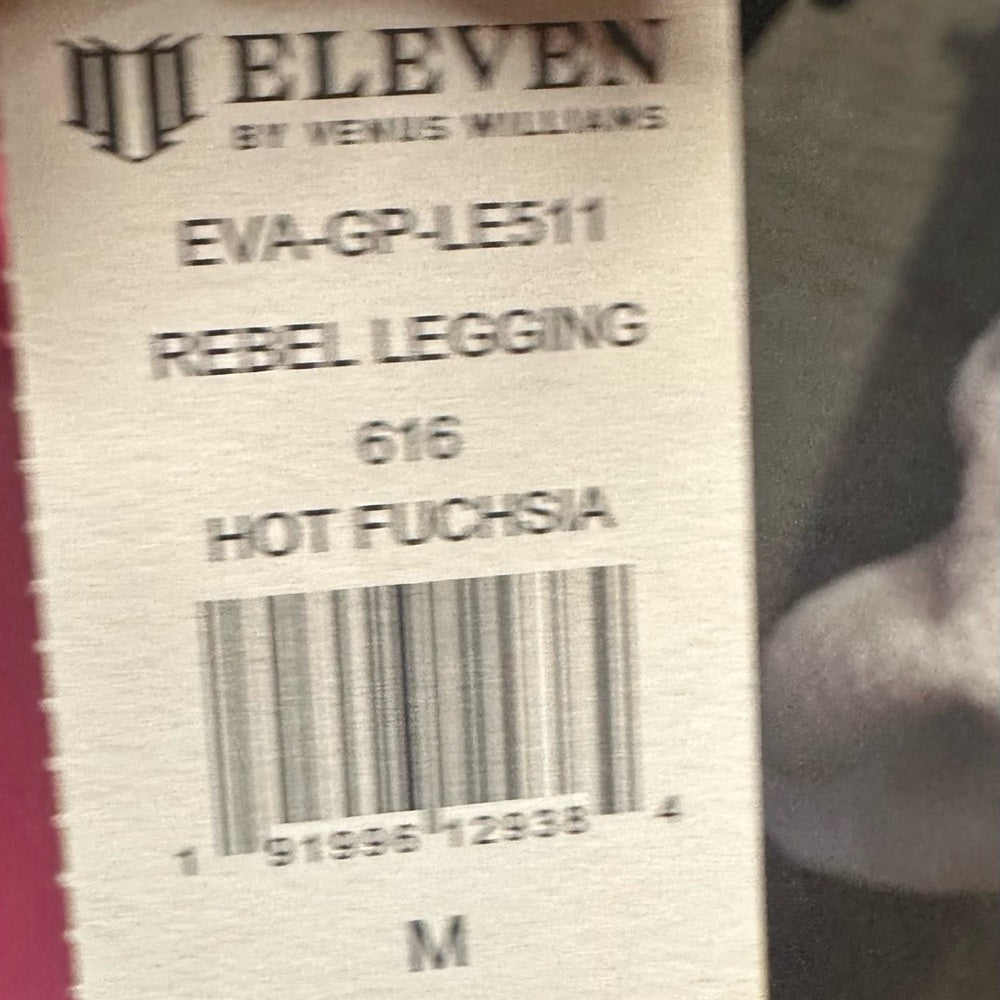 ELEVEN
BY VENUS WILLIAMS
EVA-GP-LE511
REBEL LEGGING
616
HOT FUCHSIA
1 91996 12938 4
M